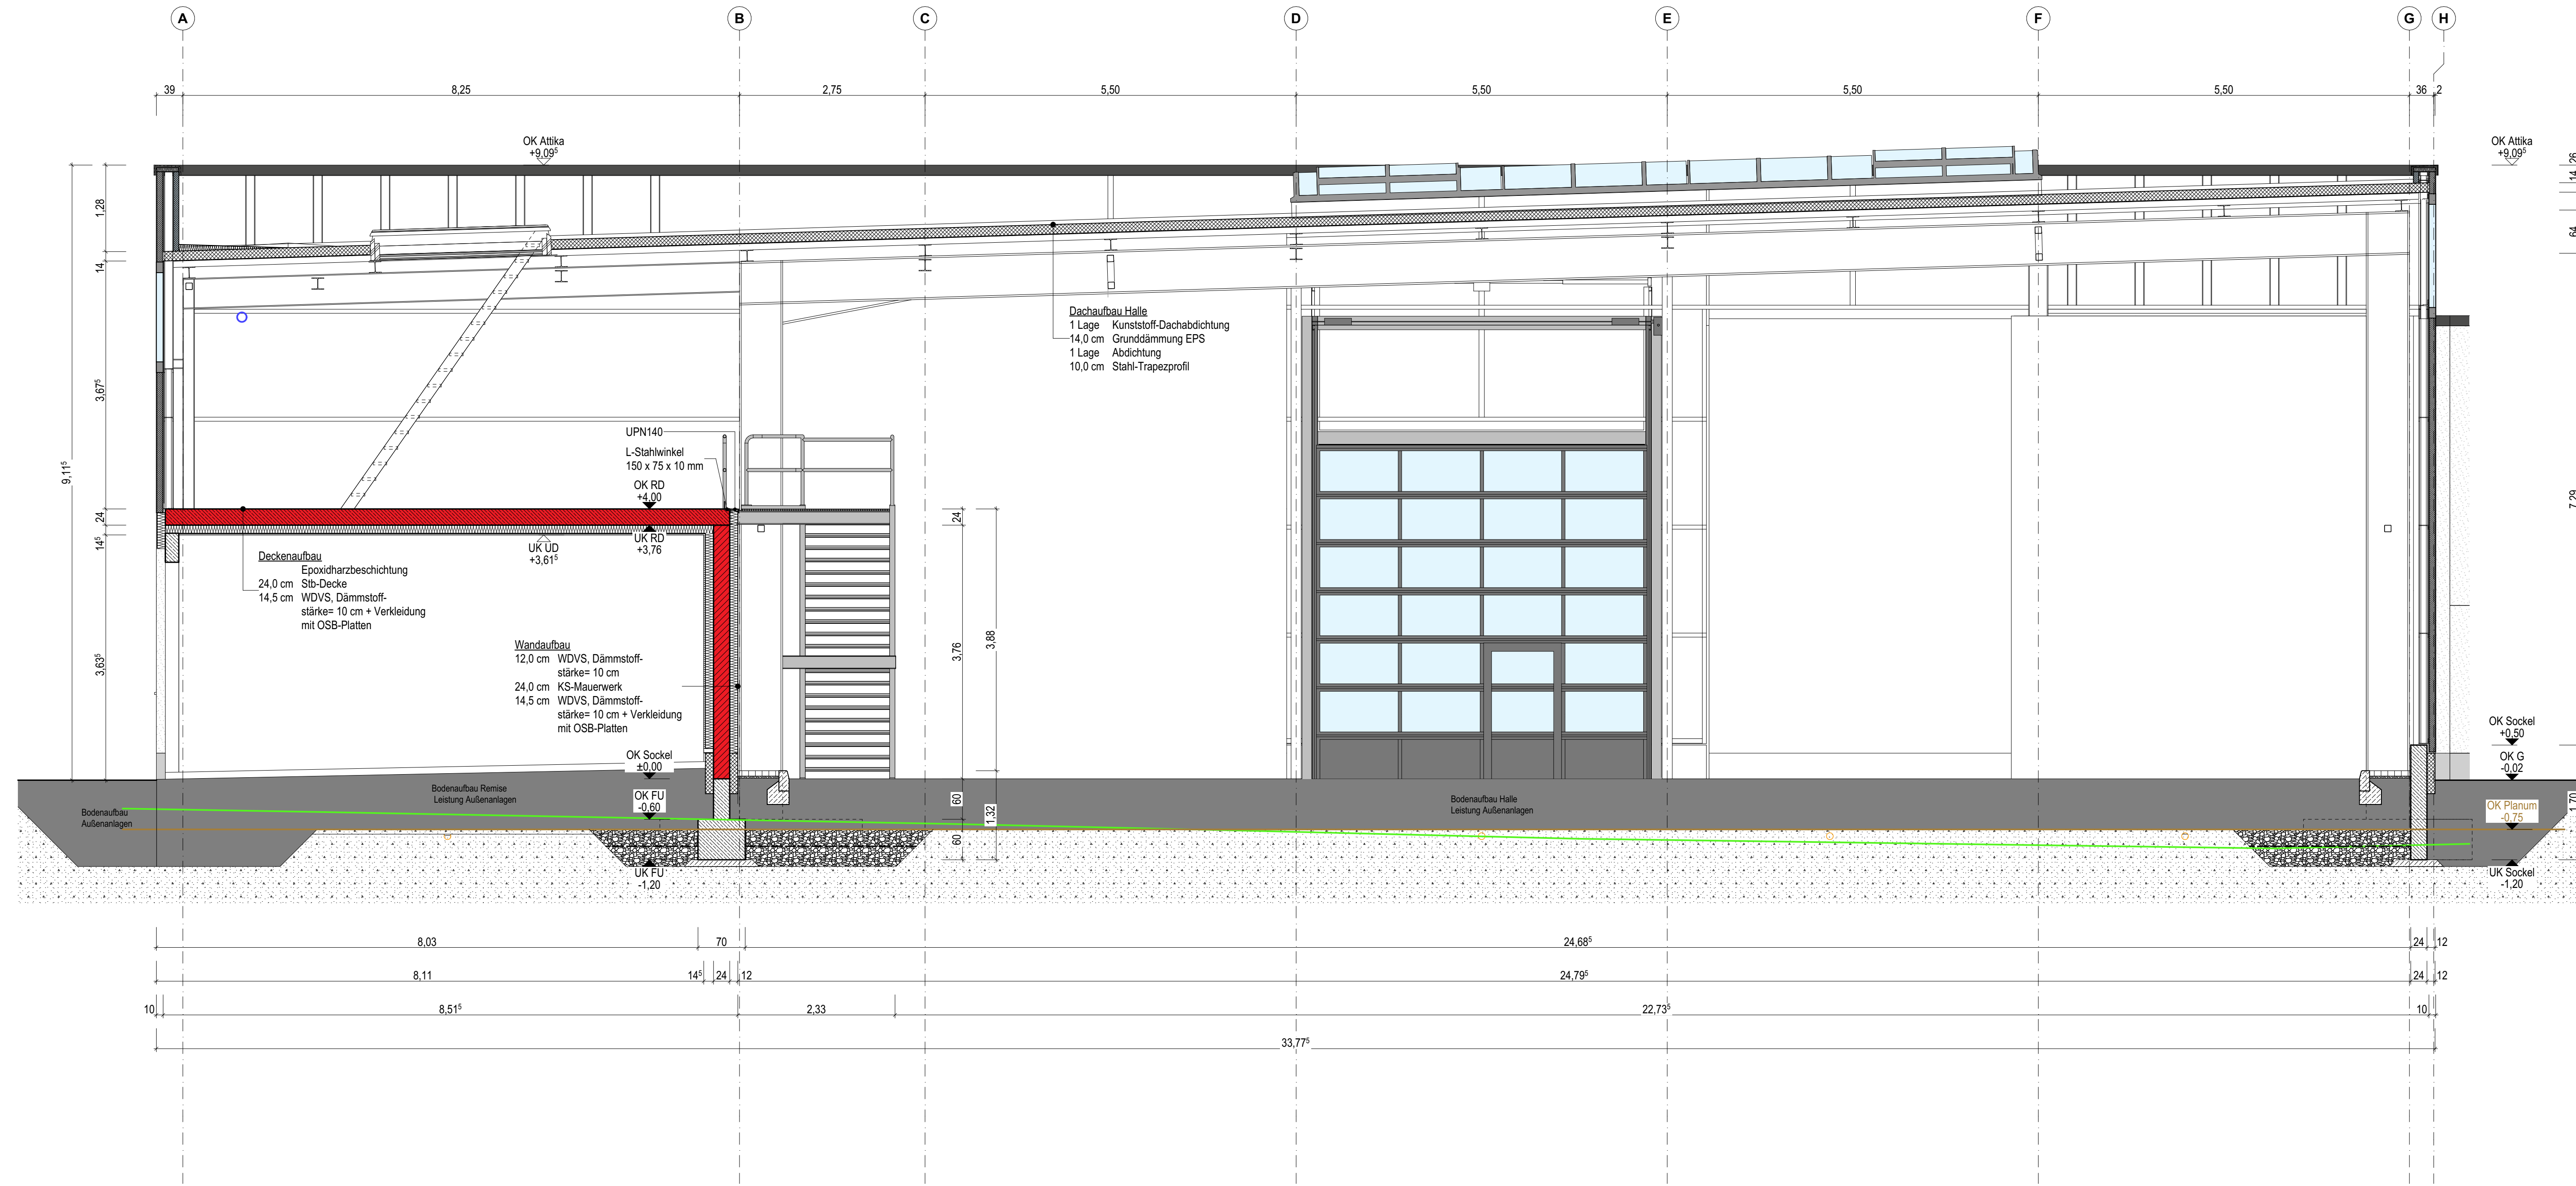 A B C D E F G H
39 8,25 2,75 5,50 5,50 5,50 5,50 36 2
OK Attika
+9,09⁵
OK Attika
+9,09⁵
26
14
64
7,29
1,70
1,28
14
3,67⁵
9,11⁵
24
14⁵
3,63⁵
Dachaufbau Halle
1 Lage Kunststoff-Dachabdichtung
14,0 cm Grunddämmung EPS
1 Lage Abdichtung
10,0 cm Stahl-Trapezprofil
UPN140
L-Stahlwinkel
150 x 75 x 10 mm
OK RD
+4,00
UK RD
+3,76
UK UD
+3,61⁵
Deckenaufbau
Epoxidharzbeschichtung
24,0 cm Stb-Decke
14,5 cm WDVS, Dämmstoff-
stärke= 10 cm + Verkleidung
mit OSB-Platten
Wandaufbau
12,0 cm WDVS, Dämmstoff-
stärke= 10 cm
24,0 cm KS-Mauerwerk
14,5 cm WDVS, Dämmstoff-
stärke= 10 cm + Verkleidung
mit OSB-Platten
24
3,76
3,88
60
1,32
60
OK Sockel
±0,00
OK FU
-0,60
UK FU
-1,20
Bodenaufbau
Außenanlagen
Bodenaufbau Remise
Leistung Außenanlagen
Bodenaufbau Halle
Leistung Außenanlagen
OK Sockel
+0,50
OK G
-0,02
OK Planum
-0,75
UK Sockel
-1,20
8,03 70 24,68⁵ 24 12
8,11 14⁵ 24 12 24,79⁵ 24 12
10 8,51⁵ 2,33 22,73⁵ 10
33,77⁵